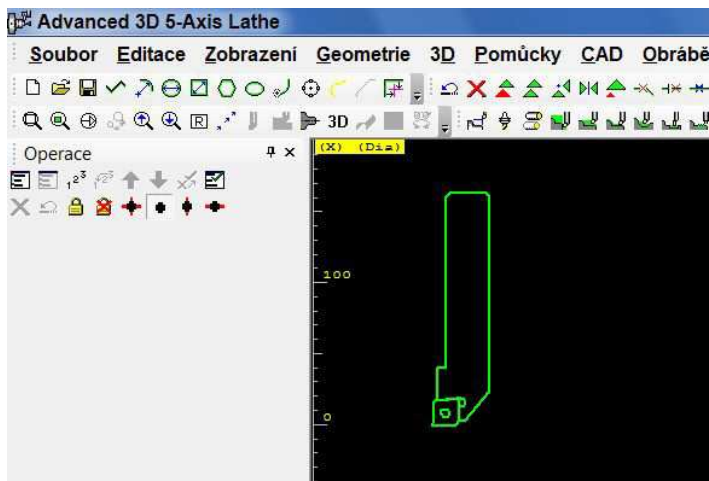 Advanced 3D 5-Axis Lathe
Soubor Editace Zobrazení Geometrie 3D Pomůcky CAD Obrábě
R 3D
Operace
(X) (Dia)
100
0